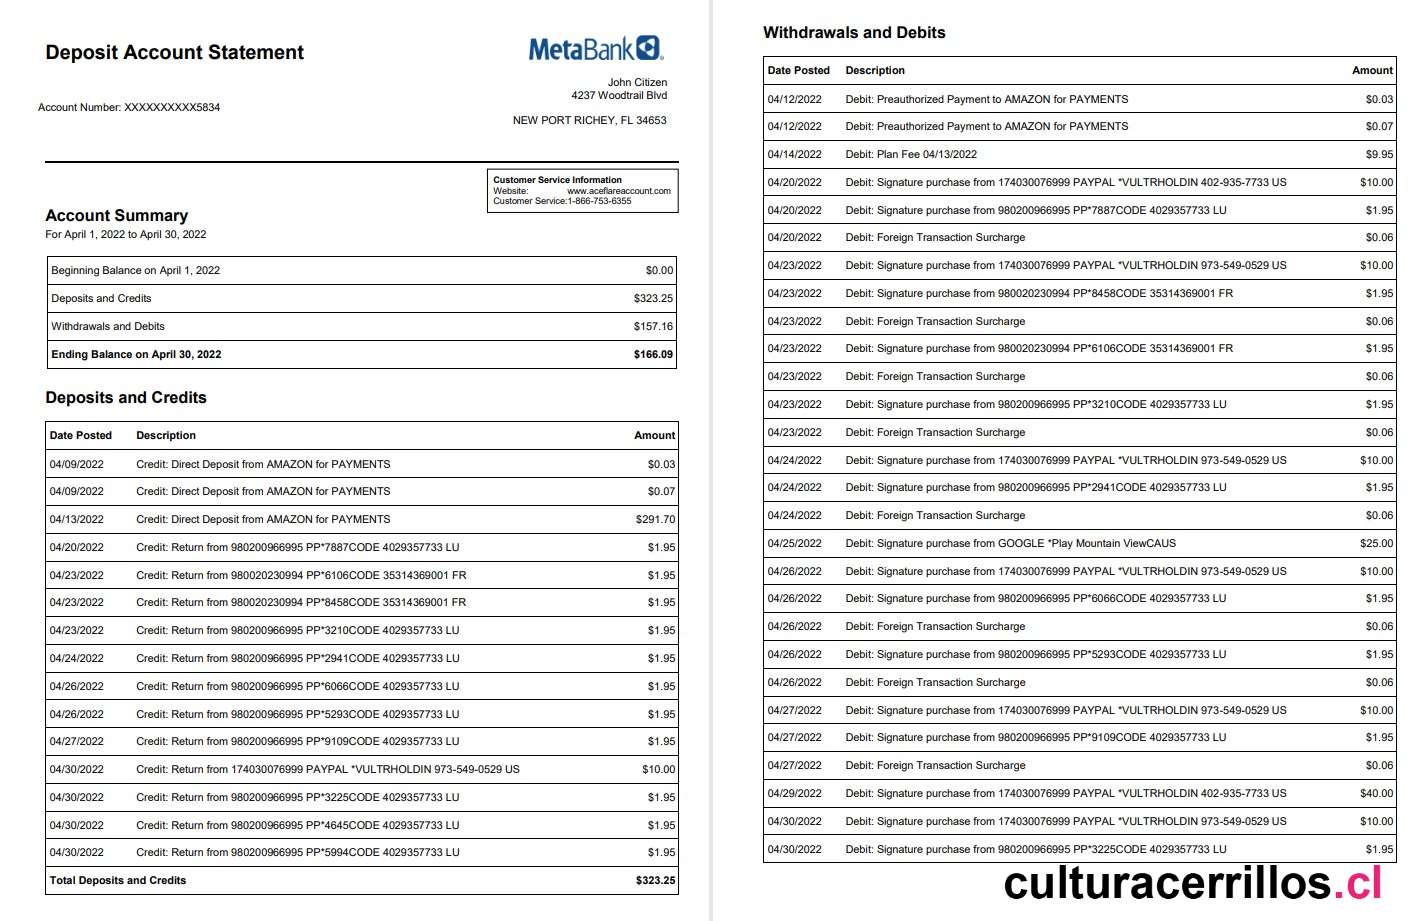 Deposit Account Statement
MetaBank
John Citizen
4237 Woodtrail Blvd
Account Number: XXXXXXXXXX5834
NEW PORT RICHEY, FL 34653
Customer Service Information
Website: www.aceflareaccount.com
Customer Service:1-866-753-6355
Account Summary
For April 1, 2022 to April 30, 2022
Beginning Balance on April 1, 2022 $0.00
Deposits and Credits $323.25
Withdrawals and Debits $157.16
Ending Balance on April 30, 2022 $166.09
Deposits and Credits
Date Posted Description Amount
04/09/2022 Credit: Direct Deposit from AMAZON for PAYMENTS $0.03
04/09/2022 Credit: Direct Deposit from AMAZON for PAYMENTS $0.07
04/13/2022 Credit: Direct Deposit from AMAZON for PAYMENTS $291.70
04/20/2022 Credit: Return from 980200966995 PP*7887CODE 4029357733 LU $1.95
04/23/2022 Credit: Return from 980020230994 PP*6106CODE 35314369001 FR $1.95
04/23/2022 Credit: Return from 980020230994 PP*8458CODE 35314369001 FR $1.95
04/23/2022 Credit: Return from 980200966995 PP*3210CODE 4029357733 LU $1.95
04/24/2022 Credit: Return from 980200966995 PP*2941CODE 4029357733 LU $1.95
04/26/2022 Credit: Return from 980200966995 PP*6066CODE 4029357733 LU $1.95
04/26/2022 Credit: Return from 980200966995 PP*5293CODE 4029357733 LU $1.95
04/27/2022 Credit: Return from 980200966995 PP*9109CODE 4029357733 LU $1.95
04/30/2022 Credit: Return from 174030076999 PAYPAL *VULTRHOLDIN 973-549-0529 US $10.00
04/30/2022 Credit: Return from 980200966995 PP*3225CODE 4029357733 LU $1.95
04/30/2022 Credit: Return from 980200966995 PP*4645CODE 4029357733 LU $1.95
04/30/2022 Credit: Return from 980200966995 PP*5994CODE 4029357733 LU $1.95
Total Deposits and Credits $323.25
Withdrawals and Debits
Date Posted Description Amount
04/12/2022 Debit: Preauthorized Payment to AMAZON for PAYMENTS $0.03
04/12/2022 Debit: Preauthorized Payment to AMAZON for PAYMENTS $0.07
04/14/2022 Debit: Plan Fee 04/13/2022 $9.95
04/20/2022 Debit: Signature purchase from 174030076999 PAYPAL *VULTRHOLDIN 402-935-7733 US $10.00
04/20/2022 Debit: Signature purchase from 980200966995 PP*7887CODE 4029357733 LU $1.95
04/20/2022 Debit: Foreign Transaction Surcharge $0.06
04/23/2022 Debit: Signature purchase from 174030076999 PAYPAL *VULTRHOLDIN 973-549-0529 US $10.00
04/23/2022 Debit: Signature purchase from 980020230994 PP*8458CODE 35314369001 FR $1.95
04/23/2022 Debit: Foreign Transaction Surcharge $0.06
04/23/2022 Debit: Signature purchase from 980020230994 PP*6106CODE 35314369001 FR $1.95
04/23/2022 Debit: Foreign Transaction Surcharge $0.06
04/23/2022 Debit: Signature purchase from 980200966995 PP*3210CODE 4029357733 LU $1.95
04/23/2022 Debit: Foreign Transaction Surcharge $0.06
04/24/2022 Debit: Signature purchase from 174030076999 PAYPAL *VULTRHOLDIN 973-549-0529 US $10.00
04/24/2022 Debit: Signature purchase from 980200966995 PP*2941CODE 4029357733 LU $1.95
04/24/2022 Debit: Foreign Transaction Surcharge $0.06
04/25/2022 Debit: Signature purchase from GOOGLE *Play Mountain ViewCAUS $25.00
04/26/2022 Debit: Signature purchase from 174030076999 PAYPAL *VULTRHOLDIN 973-549-0529 US $10.00
04/26/2022 Debit: Signature purchase from 980200966995 PP*6066CODE 4029357733 LU $1.95
04/26/2022 Debit: Foreign Transaction Surcharge $0.06
04/26/2022 Debit: Signature purchase from 980200966995 PP*5293CODE 4029357733 LU $1.95
04/26/2022 Debit: Foreign Transaction Surcharge $0.06
04/27/2022 Debit: Signature purchase from 174030076999 PAYPAL *VULTRHOLDIN 973-549-0529 US $10.00
04/27/2022 Debit: Signature purchase from 980200966995 PP*9109CODE 4029357733 LU $1.95
04/27/2022 Debit: Foreign Transaction Surcharge $0.06
04/29/2022 Debit: Signature purchase from 174030076999 PAYPAL *VULTRHOLDIN 402-935-7733 US $40.00
04/30/2022 Debit: Signature purchase from 174030076999 PAYPAL *VULTRHOLDIN 973-549-0529 US $10.00
04/30/2022 Debit: Signature purchase from 980200966995 PP*3225CODE 4029357733 LU $1.95
culturacerrillos.cl